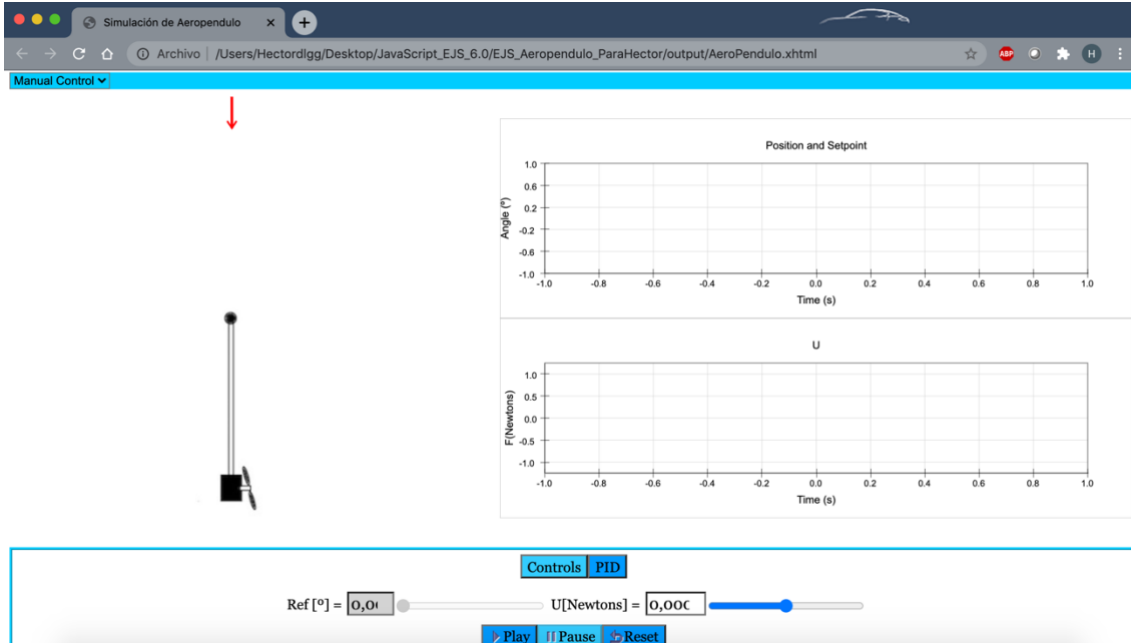 Simulación de Aeropendulo
Archivo | /Users/Hectordlgg/Desktop/JavaScript_EJS_6.0/EJS_Aeropendulo_ParaHector/output/AeroPendulo.xhtml
ABP
H
Manual Control
Position and Setpoint
1.0
0.6
0.2
-0.2
-0.6
-1.0
Angle (º)
-1.0 -0.8 -0.6 -0.4 -0.2 0.0 0.2 0.4 0.6 0.8 1.0
Time (s)
U
1.0
0.5
0.0
-0.5
-1.0
F(Newtons)
-1.0 -0.8 -0.6 -0.4 -0.2 0.0 0.2 0.4 0.6 0.8 1.0
Time (s)
Controls PID
Ref [º] = 0,0 U[Newtons] = 0,00
Play Pause Reset